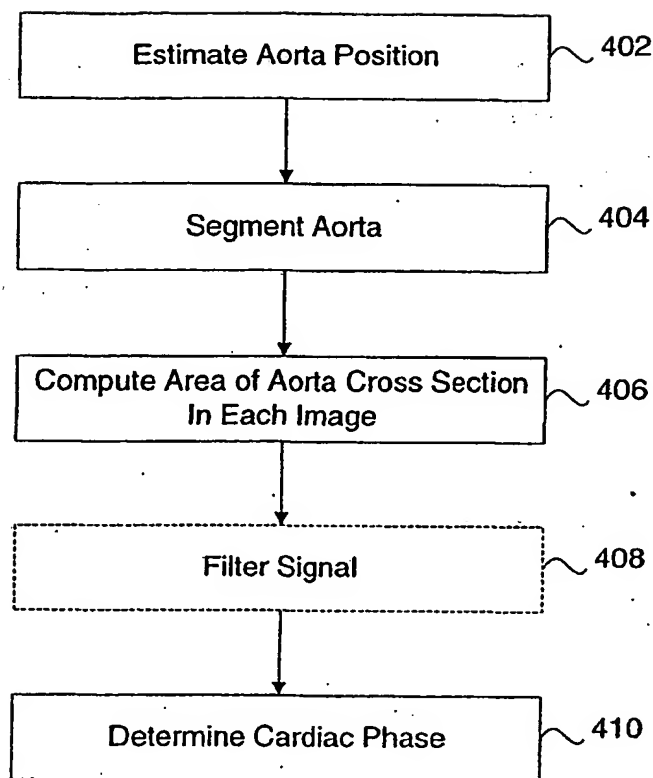 Estimate Aorta Position
402
Segment Aorta
404
Compute Area of Aorta Cross Section
In Each Image
406
Filter Signal
408
Determine Cardiac Phase
410